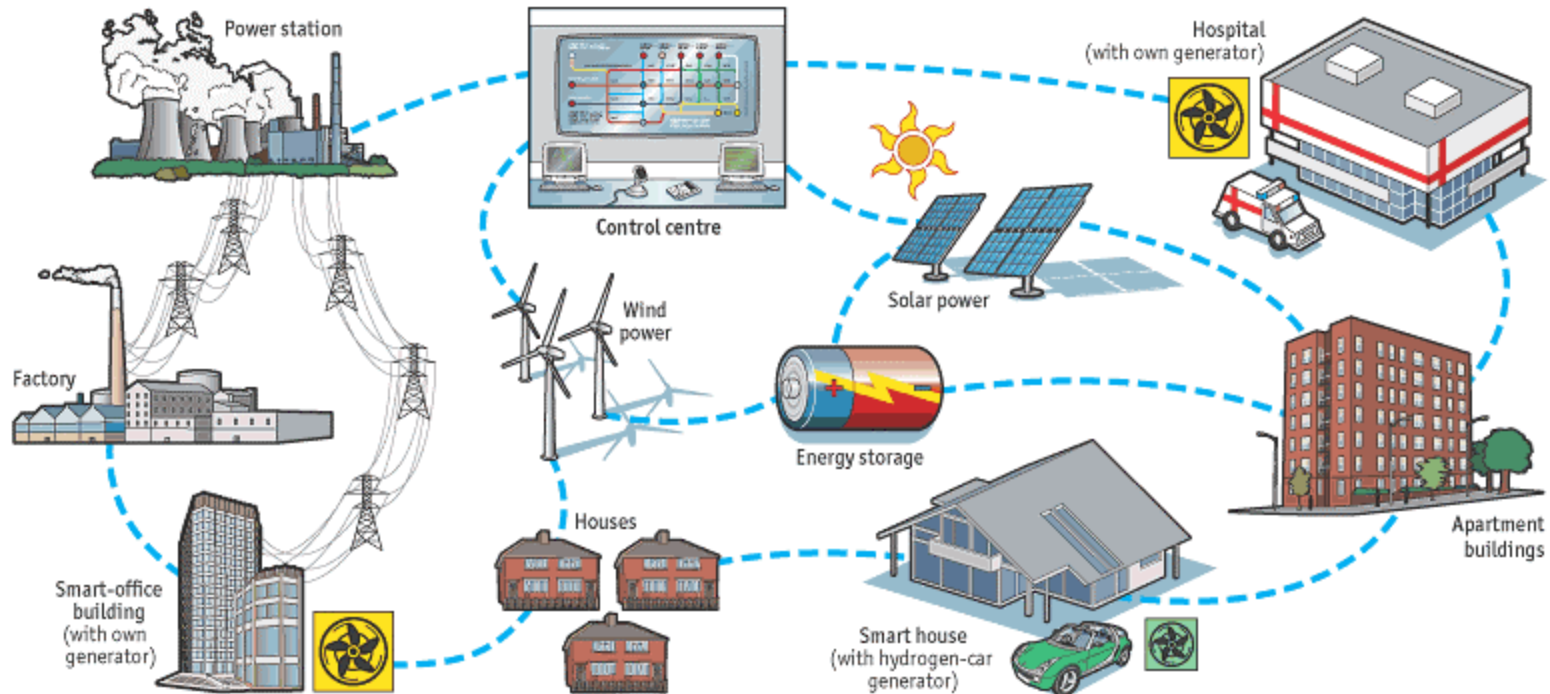 Power station
Control centre
Hospital
(with own generator)
Solar power
Wind
power
Factory
Energy storage
Houses
Apartment
buildings
Smart-office
building
(with own
generator)
Smart house
(with hydrogen-car
generator)